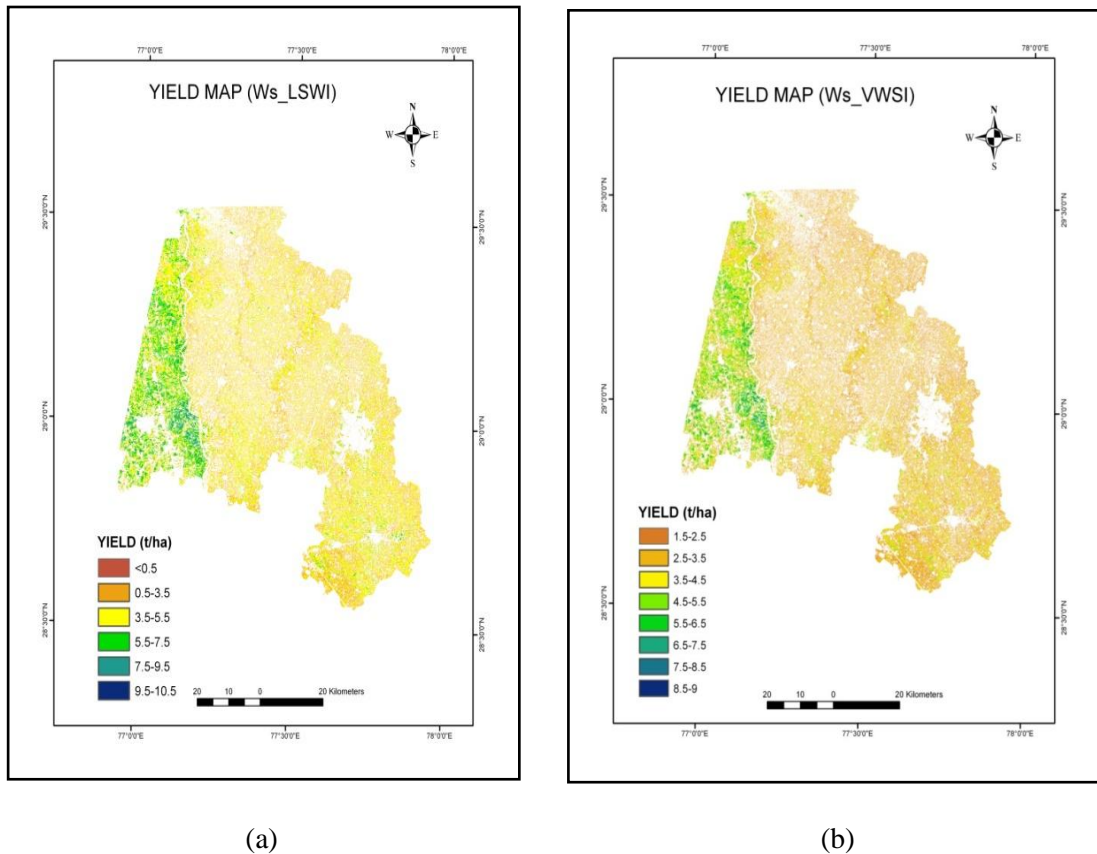 77°0'0"E 77°30'0"E 78°0'0"E
YIELD MAP (Ws_LSWI)
N
W E
S
29°30'0"N 29°30'0"N
29°0'0"N 29°0'0"N
28°30'0"N 28°30'0"N
YIELD (t/ha)
<0.5
0.5-3.5
3.5-5.5
5.5-7.5
7.5-9.5
9.5-10.5
20 10 0 20 Kilometers
77°0'0"E 77°30'0"E 78°0'0"E
(a)
77°0'0"E 77°30'0"E 78°0'0"E
YIELD MAP (Ws_VWSI)
N
W E
S
29°30'0"N 29°30'0"N
29°0'0"N 29°0'0"N
28°30'0"N 28°30'0"N
YIELD (t/ha)
1.5-2.5
2.5-3.5
3.5-4.5
4.5-5.5
5.5-6.5
6.5-7.5
7.5-8.5
8.5-9
20 10 0 20 Kilometers
77°0'0"E 77°30'0"E 78°0'0"E
(b)